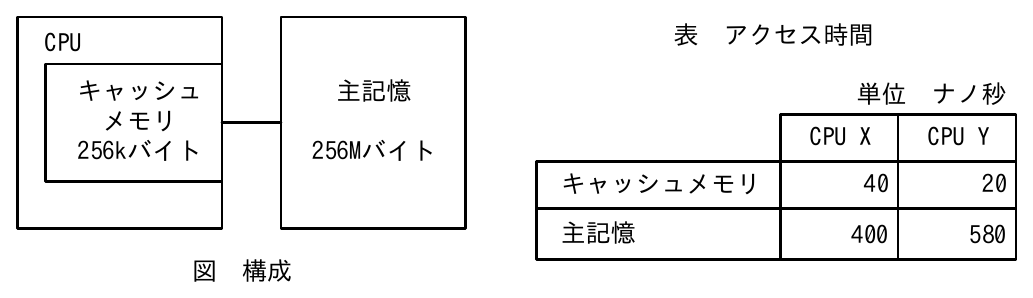 CPU
キャッシュ
メモリ
256kバイト
主記憶
256Mバイト
図　構成
表　アクセス時間
単位　ナノ秒
CPU X　CPU Y
キャッシュメモリ　40　20
主記憶　400　580